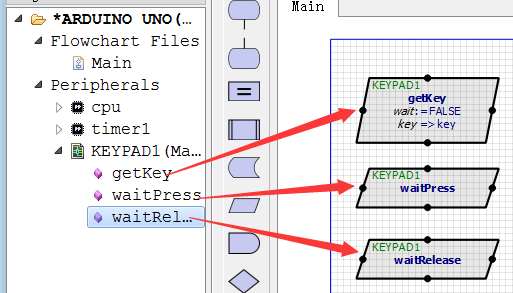 *ARDUINO UNO(...
Flowchart Files
Main
Peripherals
cpu
timer1
KEYPAD1(Ma...
getKey
waitPress
waitRel...
Main
KEYPAD1
getKey
wait:=FALSE
key =>key
KEYPAD1
waitPress
KEYPAD1
waitRelease